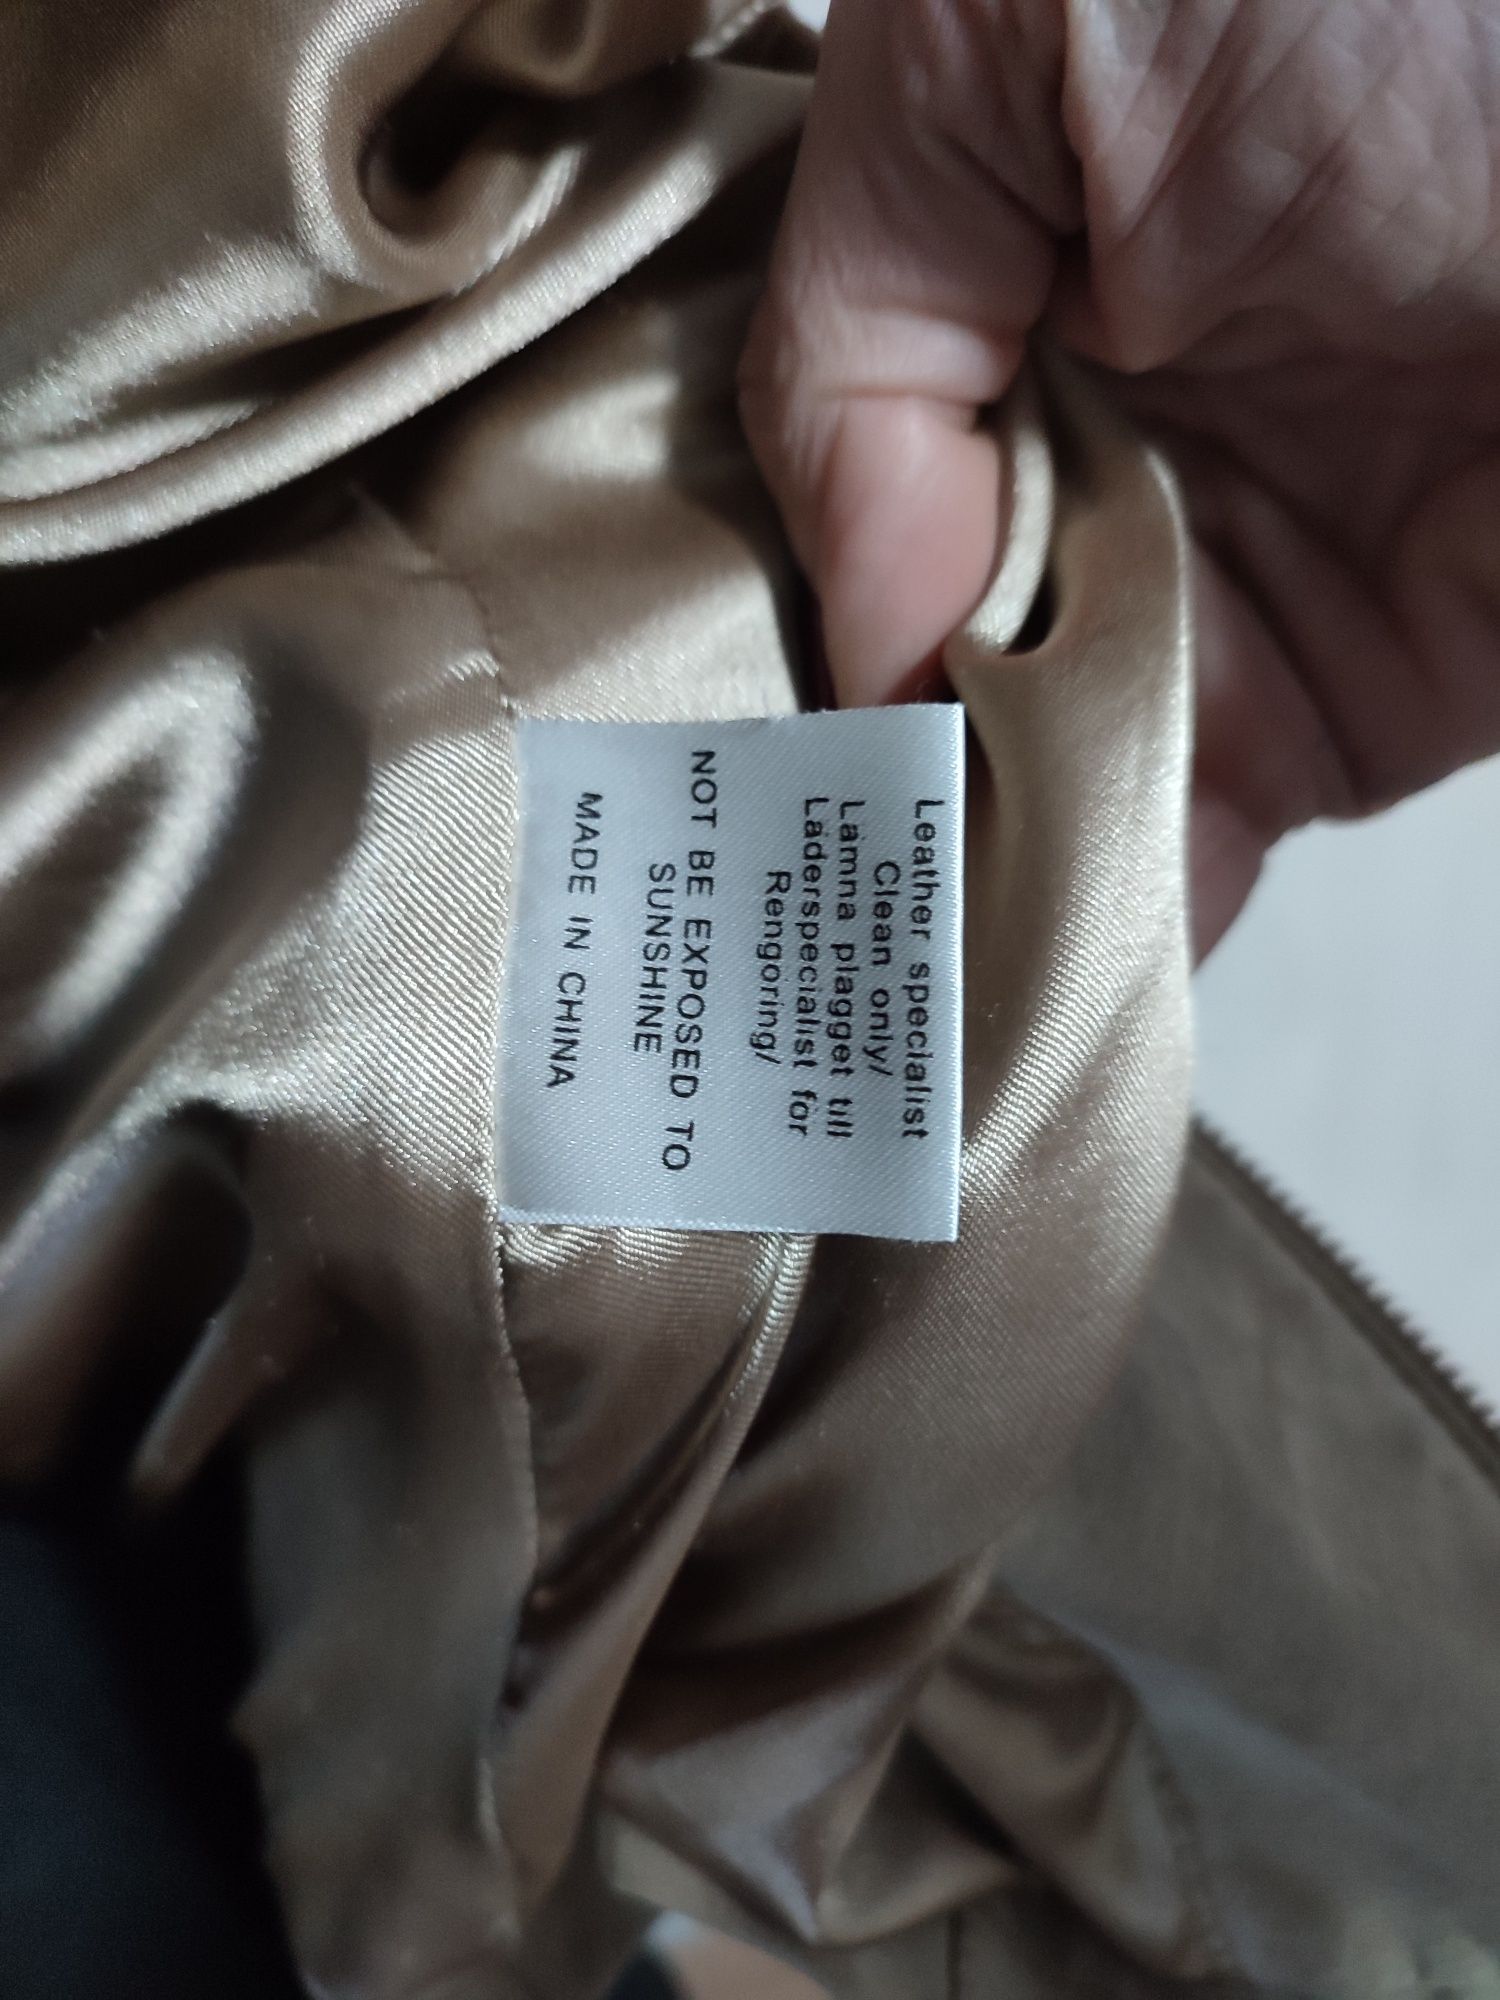 Leather specialist
Clean only/
Lämna plagget till
Läderspecialist för
Rengöring/
NOT BE EXPOSED TO
SUNSHINE
MADE IN CHINA